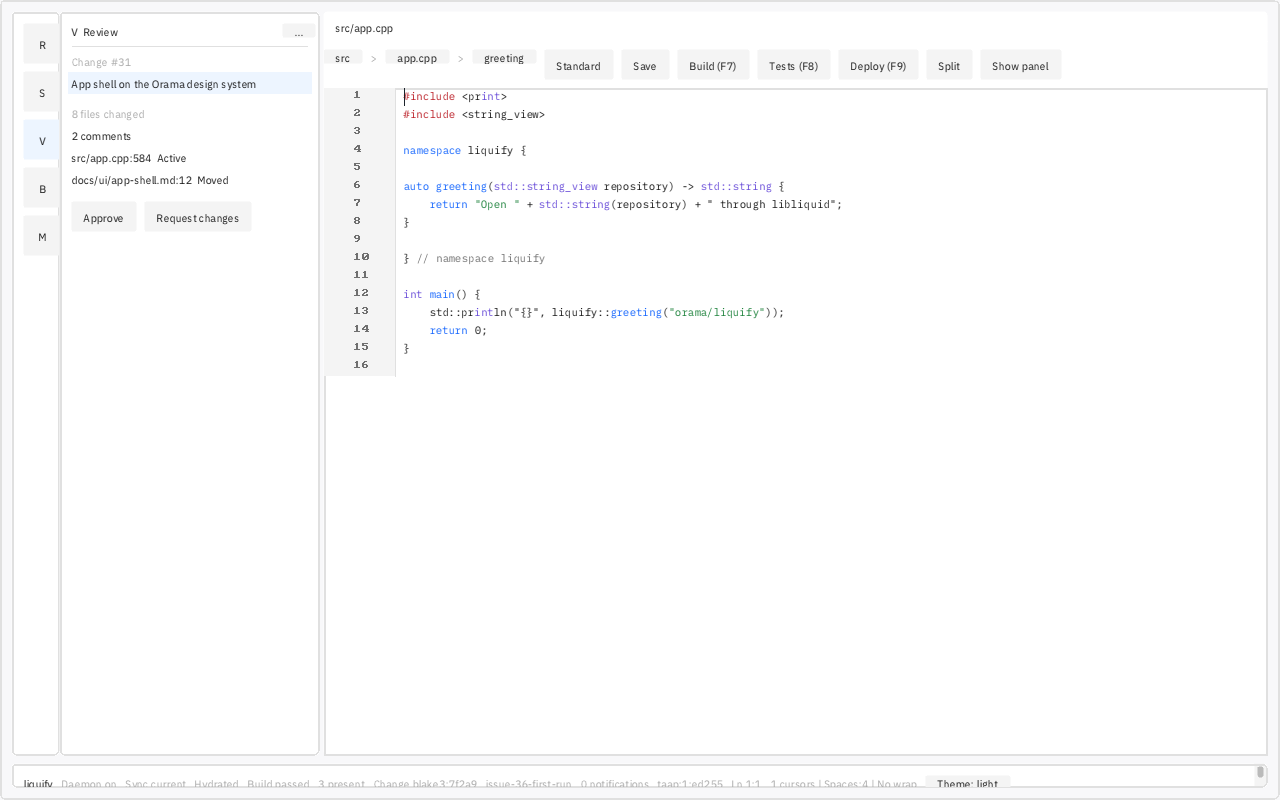 R
S
V
B
M
V Review ...
Change #31
App shell on the Orama design system
8 files changed
2 comments
src/app.cpp:584 Active
docs/ui/app-shell.md:12 Moved
Approve Request changes
src/app.cpp
src > app.cpp > greeting Standard Save Build (F7) Tests (F8) Deploy (F9) Split Show panel
1 #include <print>
2 #include <string_view>
3
4 namespace liquify {
5
6 auto greeting(std::string_view repository) -> std::string {
7     return "Open " + std::string(repository) + " through libliquid";
8 }
9
10 } // namespace liquify
11
12 int main() {
13     std::println("{}", liquify::greeting("orama/liquify"));
14     return 0;
15 }
16
liquify Daemon on Sync current Hydrated Build passed 3 present Change blake3:7f2a9 issue-36-first-run 0 notifications taap:1:ed255 Ln 1:1 1 cursors | Spaces:4 | No wrap Theme: light